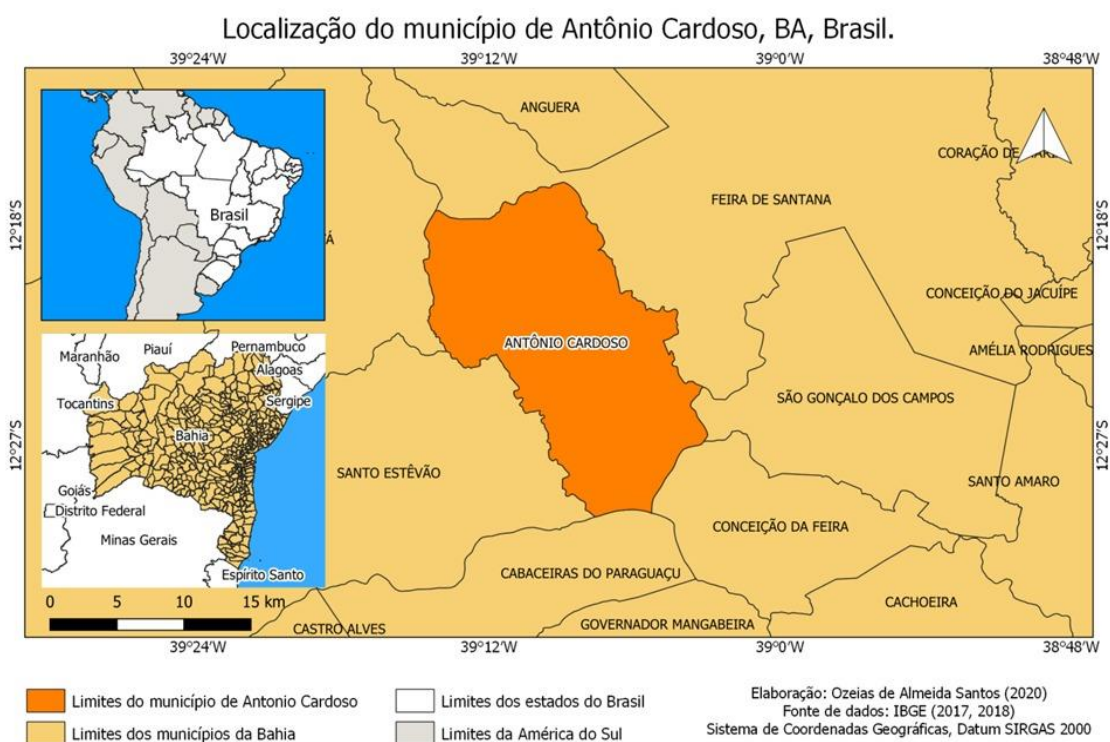 Localização do município de Antônio Cardoso, BA, Brasil.
39°24'W 39°12'W 39°0'W 38°48'W
ANGUERA
CORAÇÃO DE
FEIRA DE SANTANA
12°18'S
12°18'S
Brasil
CONCEIÇÃO DO JACUÍPE
ANTÔNIO CARDOSO
AMÉLIA RODRIGUES
Maranhão
Piauí
Pernambuco
Alagoas
Sergipe
Tocantins
Bahia
SÃO GONÇALO DOS CAMPOS
12°27'S
12°27'S
SANTO ESTÊVÃO
SANTO AMARO
Goiás
Distrito Federal
Minas Gerais
Espírito Santo
CONCEIÇÃO DA FEIRA
CABACEIRAS DO PARAGUAÇU
CACHOEIRA
0 5 10 15 km
CASTRO ALVES
GOVERNADOR MANGABEIRA
39°24'W 39°12'W 39°0'W 38°48'W
Limites do município de Antonio Cardoso
Limites dos municípios da Bahia
Limites dos estados do Brasil
Limites da América do Sul
Elaboração: Ozeias de Almeida Santos (2020)
Fonte de dados: IBGE (2017, 2018)
Sistema de Coordenadas Geográficas, Datum SIRGAS 2000